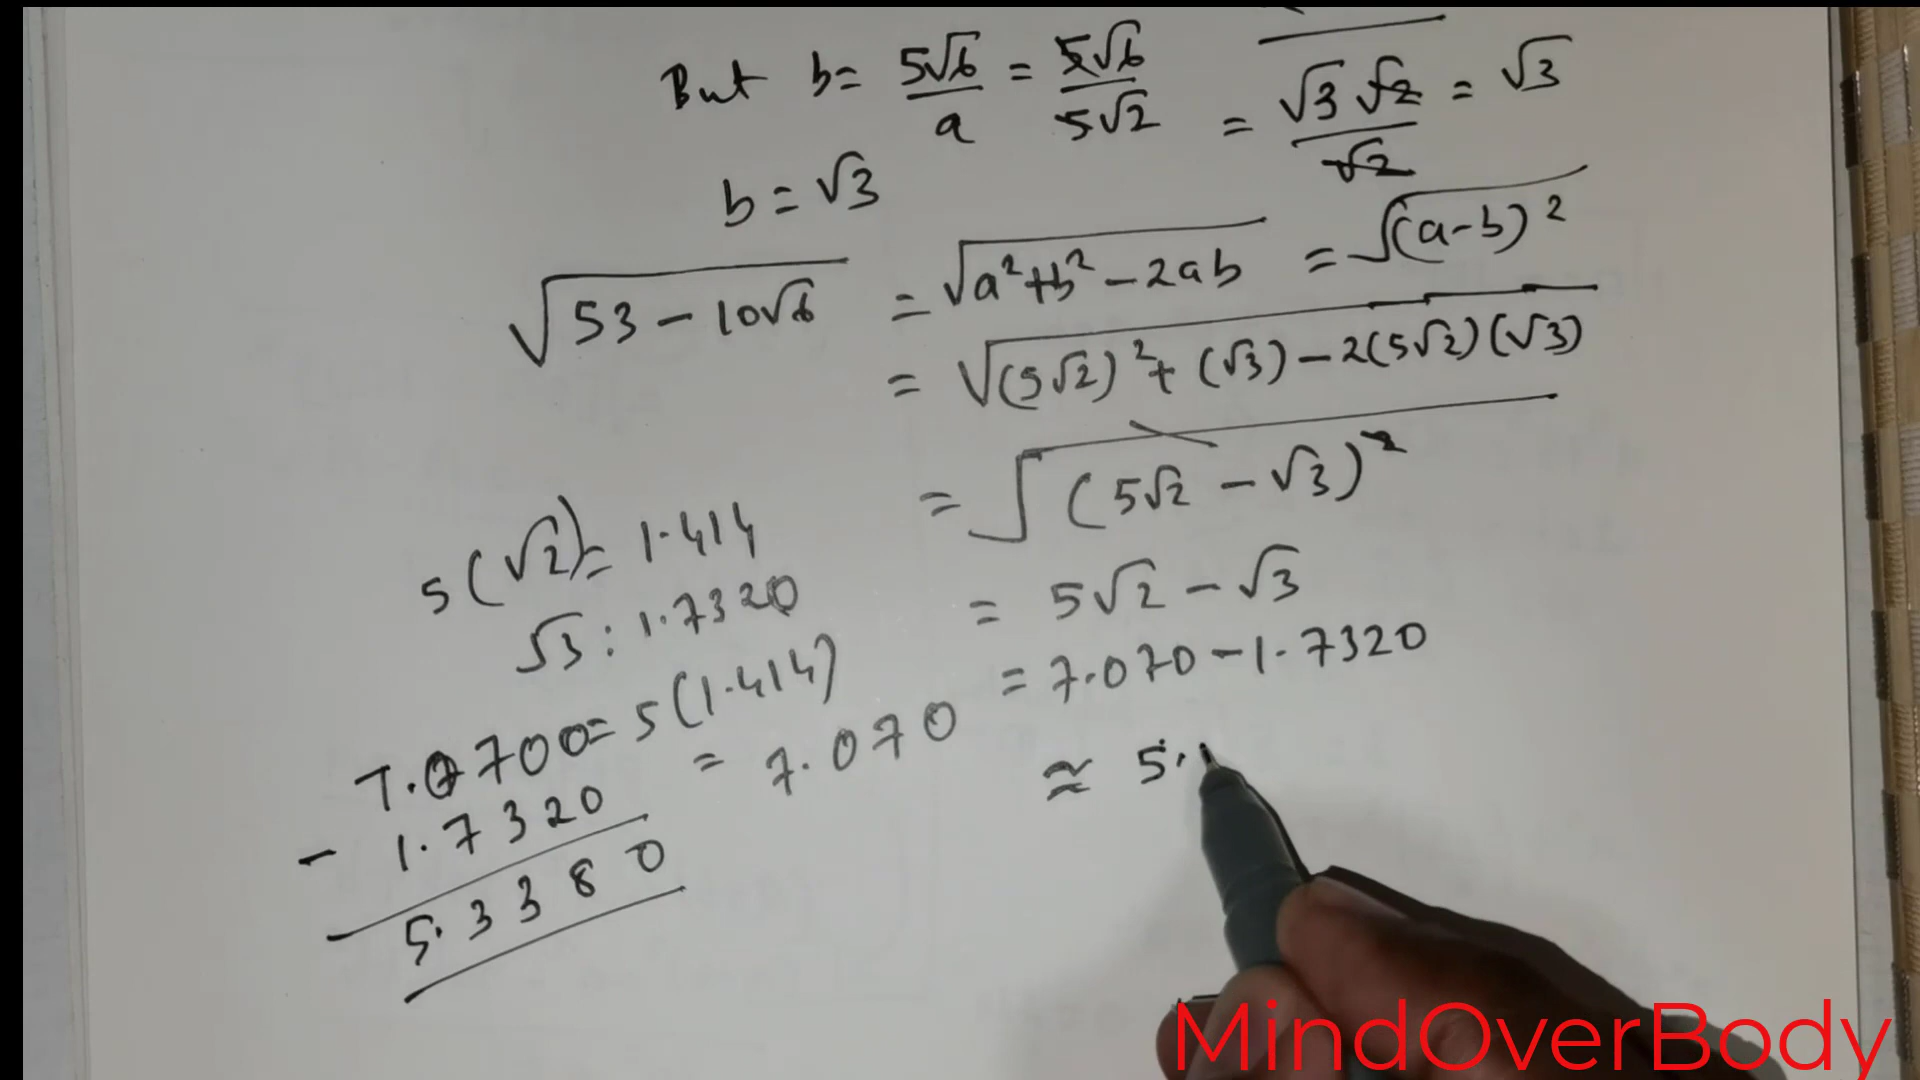 But b = 5√6/a = 5√6/5√2 = √3 √2/√2 = √3
b = √3
√(53 - 10√6) = √(a² + b² - 2ab) = √((a-b)²)
= √((5√2)² + (√3) - 2(5√2)(√3))
= √((5√2 - √3)²)
= 5√2 - √3
= 7.070 - 1.7320
≈ 5.
5(√2) = 1.414
√3 : 1.7320
7.0700 = 5(1.414)
= 7.070
- 1.7320
5.3380
MindOverBody